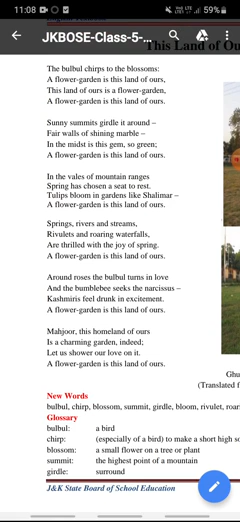 11:08
59%
JKBOSE-Class-5-...
This Land of Ou
The bulbul chirps to the blossoms:
A flower-garden is this land of ours,
This land of ours is a flower-garden,
A flower-garden is this land of ours.
Sunny summits girdle it around –
Fair walls of shining marble –
In the midst is this gem, so green;
A flower-garden is this land of ours.
In the vales of mountain ranges
Spring has chosen a seat to rest.
Tulips bloom in gardens like Shalimar –
A flower-garden is this land of ours.
Springs, rivers and streams,
Rivulets and roaring waterfalls,
Are thrilled with the joy of spring.
A flower-garden is this land of ours.
Around roses the bulbul turns in love
And the bumblebee seeks the narcissus –
Kashmiris feel drunk in excitement.
A flower-garden is this land of ours.
Mahjoor, this homeland of ours
Is a charming garden, indeed;
Let us shower our love on it.
A flower-garden is this land of ours.
Ghu
(Translated f
New Words
bulbul, chirp, blossom, summit, girdle, bloom, rivulet, roar
Glossary
bulbul: a bird
chirp: (especially of a bird) to make a short high s
blossom: a small flower on a tree or plant
summit: the highest point of a mountain
girdle: surround
J&K State Board of School Education